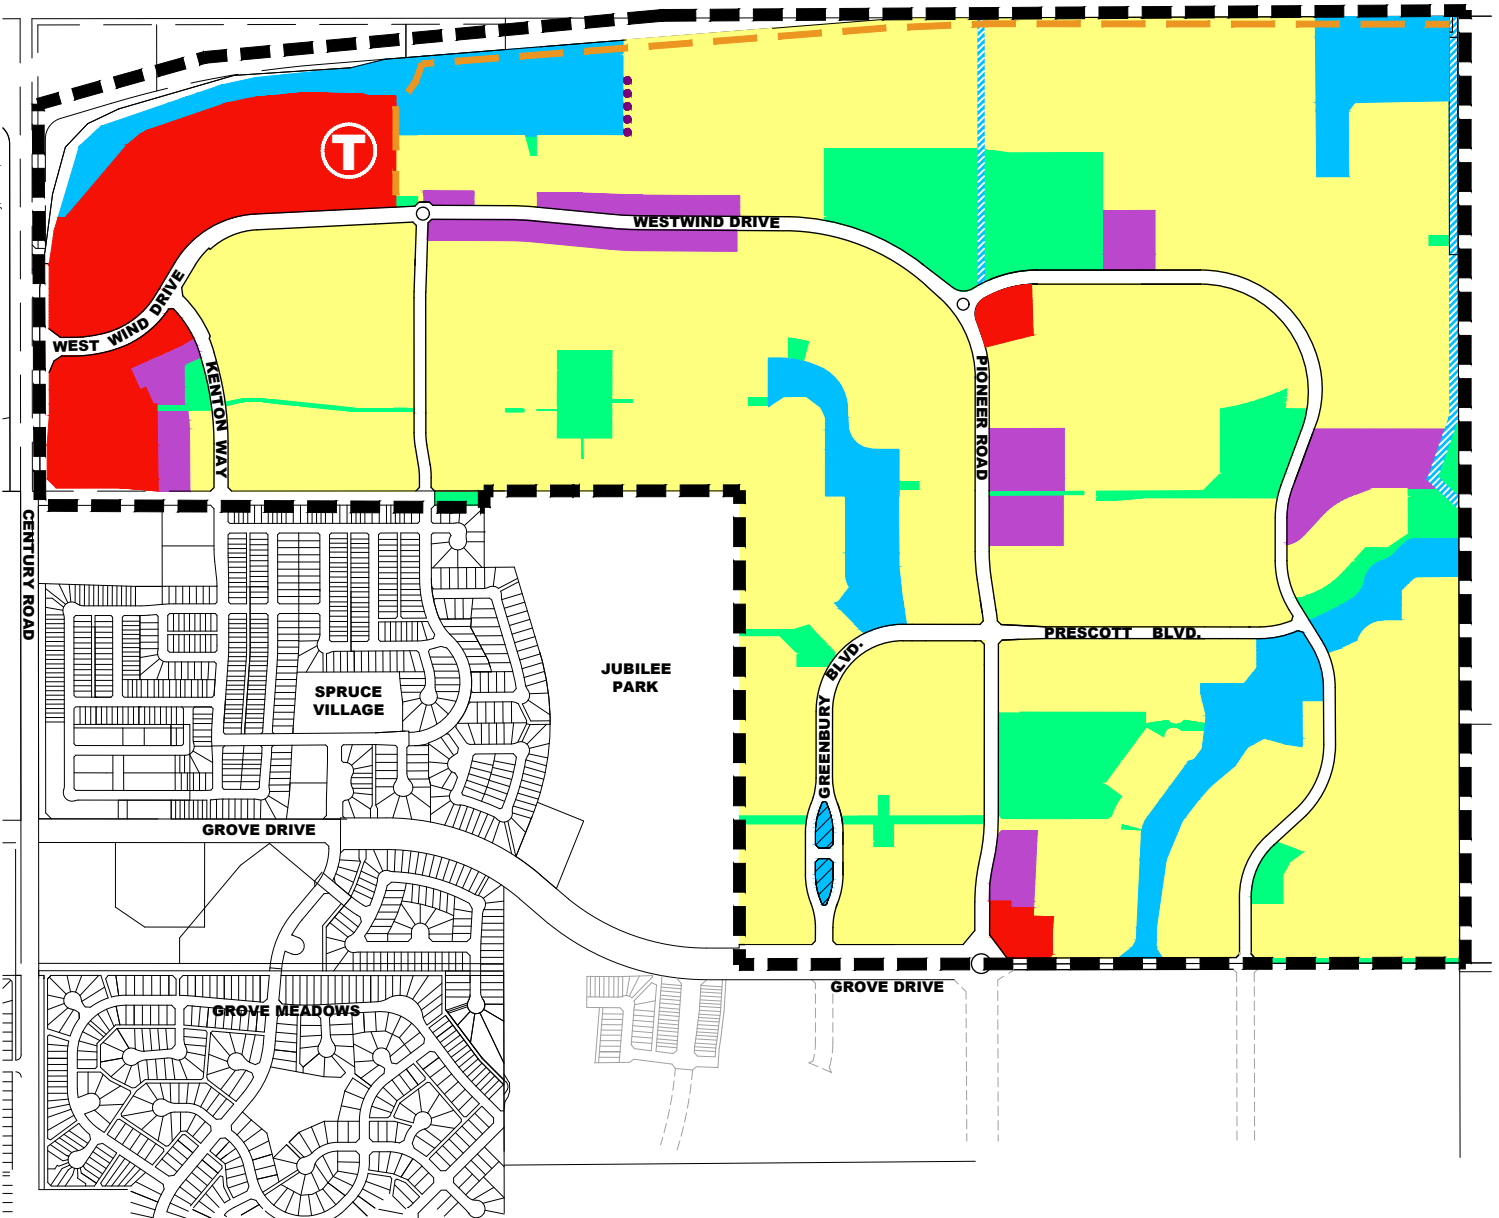 T
WESTWIND DRIVE
WEST WIND DRIVE
KENTON WAY
PIONEER ROAD
CENTURY ROAD
PRESCOTT BLVD.
GREENBURY BLVD.
JUBILEE
PARK
SPRUCE
VILLAGE
GROVE DRIVE
GROVE DRIVE
GROVE MEADOWS